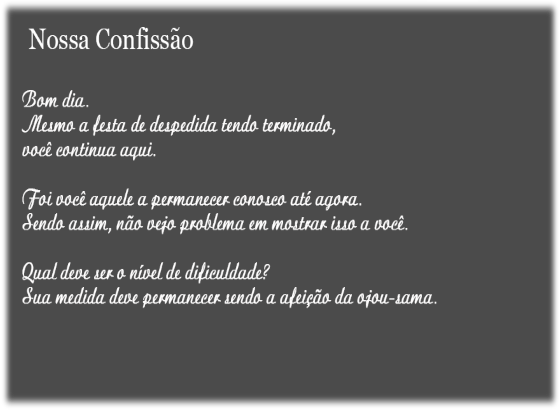 Nossa Confissão
Bom dia.
Mesmo a festa de despedida tendo terminado,
você continua aqui.
Foi você aquele a permanecer conosco até agora.
Sendo assim, não vejo problema em mostrar isso a você.
Qual deve ser o nível de dificuldade?
Sua medida deve permanecer sendo a afeição da ojou-sama.